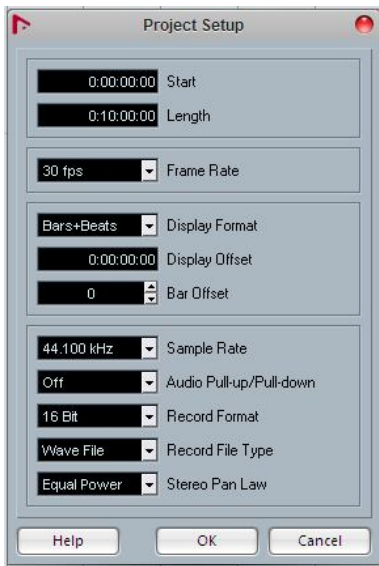 Project Setup
0:00:00:00 Start
0:10:00:00 Length
30 fps Frame Rate
Bars+Beats Display Format
0:00:00:00 Display Offset
0 Bar Offset
44.100 kHz Sample Rate
Off Audio Pull-up/Pull-down
16 Bit Record Format
Wave File Record File Type
Equal Power Stereo Pan Law
Help OK Cancel